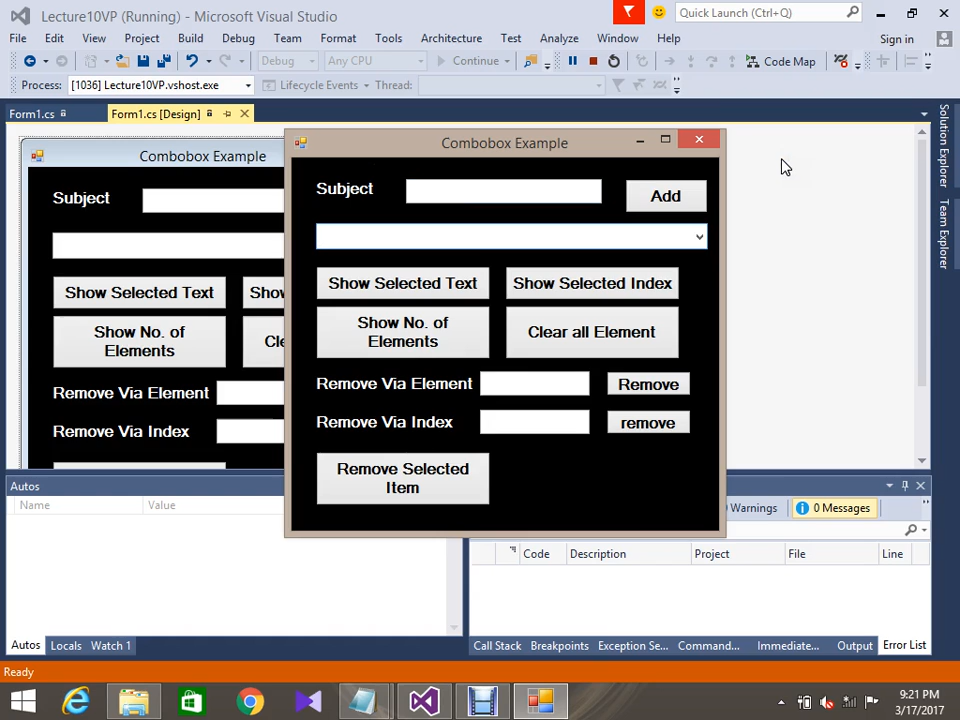 Lecture10VP (Running) - Microsoft Visual Studio
Quick Launch (Ctrl+Q)
File Edit View Project Build Debug Team Format Tools Architecture Test Analyze Window Help
Sign in
Debug Any CPU Continue Code Map
Process: [1036] Lecture10VP.vshost.exe Lifecycle Events Thread:
Form1.cs Form1.cs [Design]
Solution Explorer
Team Explorer
Combobox Example
Subject
Show Selected Text
Show No. of
Elements
Remove Via Element
Remove Via Index
Combobox Example
Subject Add
Show Selected Text Show Selected Index
Show No. of
Elements
Clear all Element
Remove Via Element Remove
Remove Via Index remove
Remove Selected
Item
Autos
Name Value
Warnings 0 Messages
Code Description Project File Line
Autos Locals Watch 1
Call Stack Breakpoints Exception Se... Command... Immediate... Output Error List
Ready
9:21 PM
3/17/2017